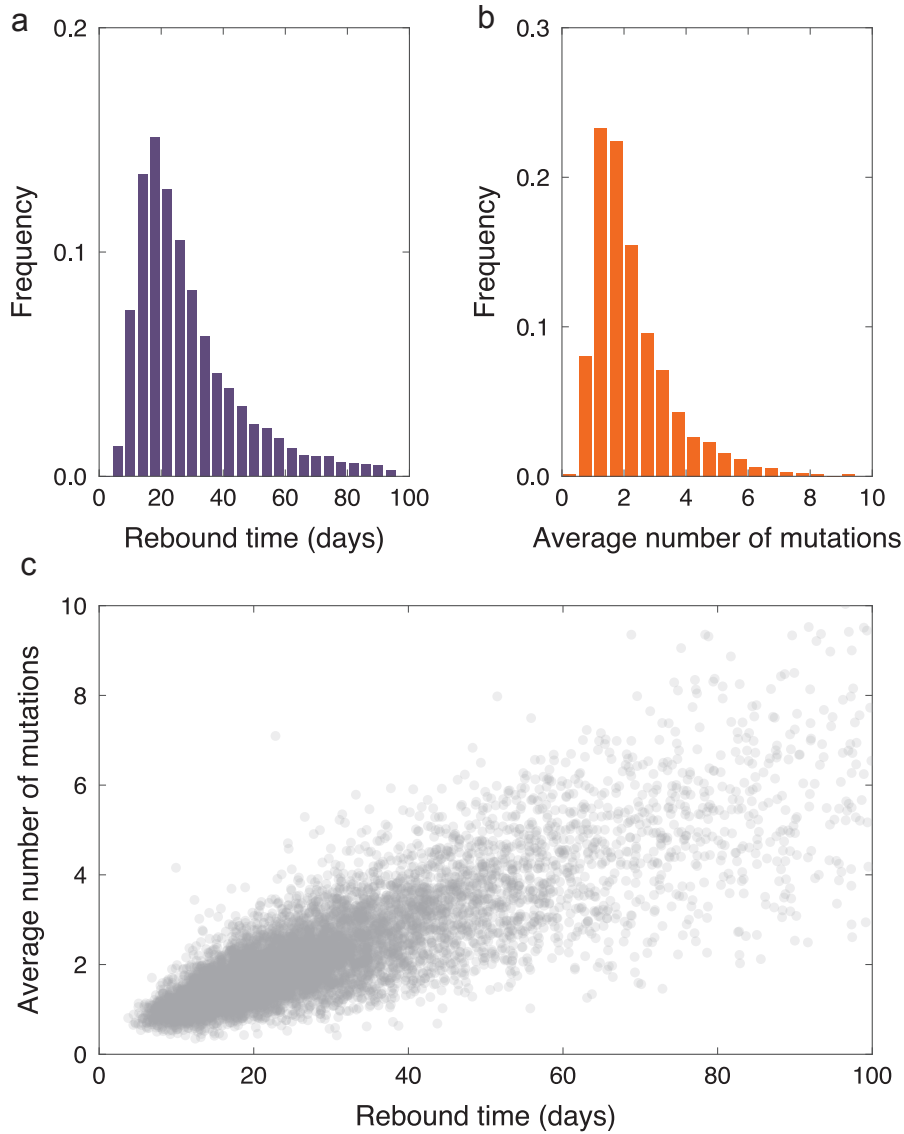 a
0.2
0.1
0.0
Frequency
0 20 40 60 80 100
Rebound time (days)
b
0.3
0.2
0.1
0.0
Frequency
0 2 4 6 8 10
Average number of mutations
c
10
8
6
4
2
0
Average number of mutations
0 20 40 60 80 100
Rebound time (days)